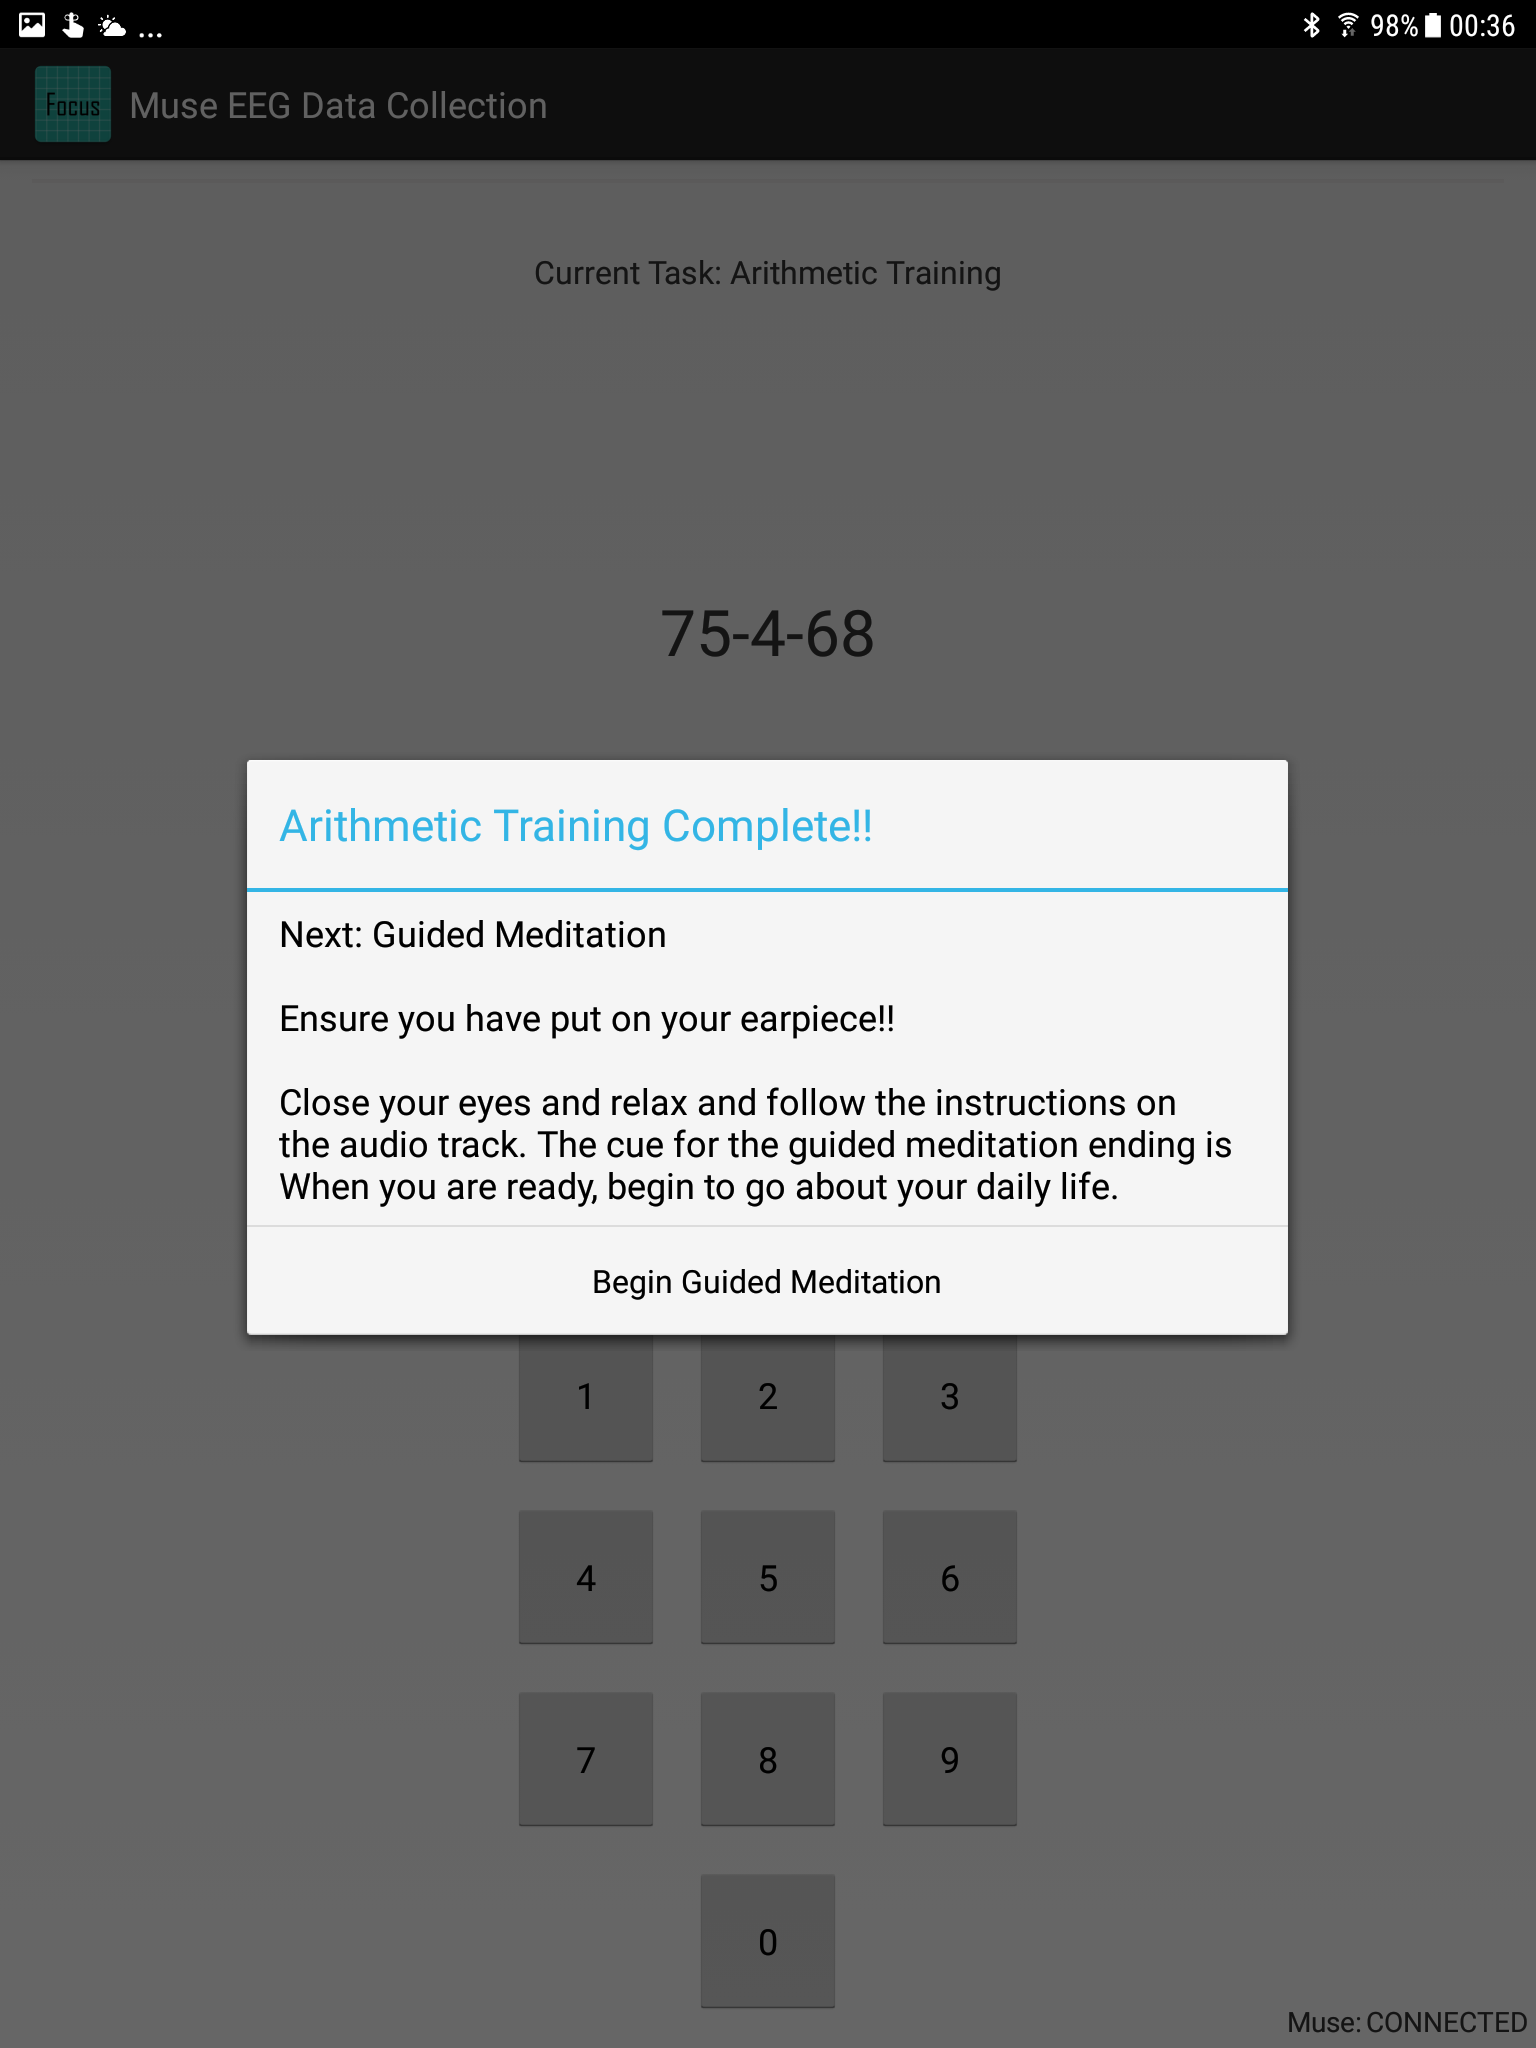 ... 98% 00:36
Focus Muse EEG Data Collection
Current Task: Arithmetic Training
75-4-68
Arithmetic Training Complete!!
Next: Guided Meditation
Ensure you have put on your earpiece!!
Close your eyes and relax and follow the instructions on
the audio track. The cue for the guided meditation ending is
When you are ready, begin to go about your daily life.
Begin Guided Meditation
1 2 3
4 5 6
7 8 9
0
Muse: CONNECTED